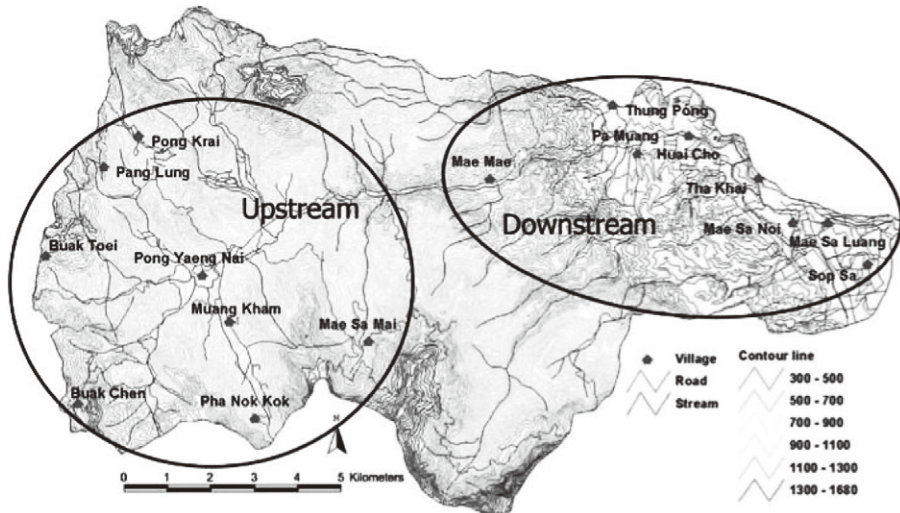 Thung Pong
Pong Krai
Pa Muang
Huai Cho
Mae Mae
Pang Lung
Tha Khai
Upstream
Downstream
Mae Sa Noi
Mae Sa Luang
Buak Toei
Pong Yaeng Nai
Sop Sa
Muang Kham
Mae Sa Mai
Buak Chen
Pha Nok Kok
Village
Road
Stream
Contour line
300 - 500
500 - 700
700 - 900
900 - 1100
1100 - 1300
1300 - 1680
N
0 1 2 3 4 5 Kilometers